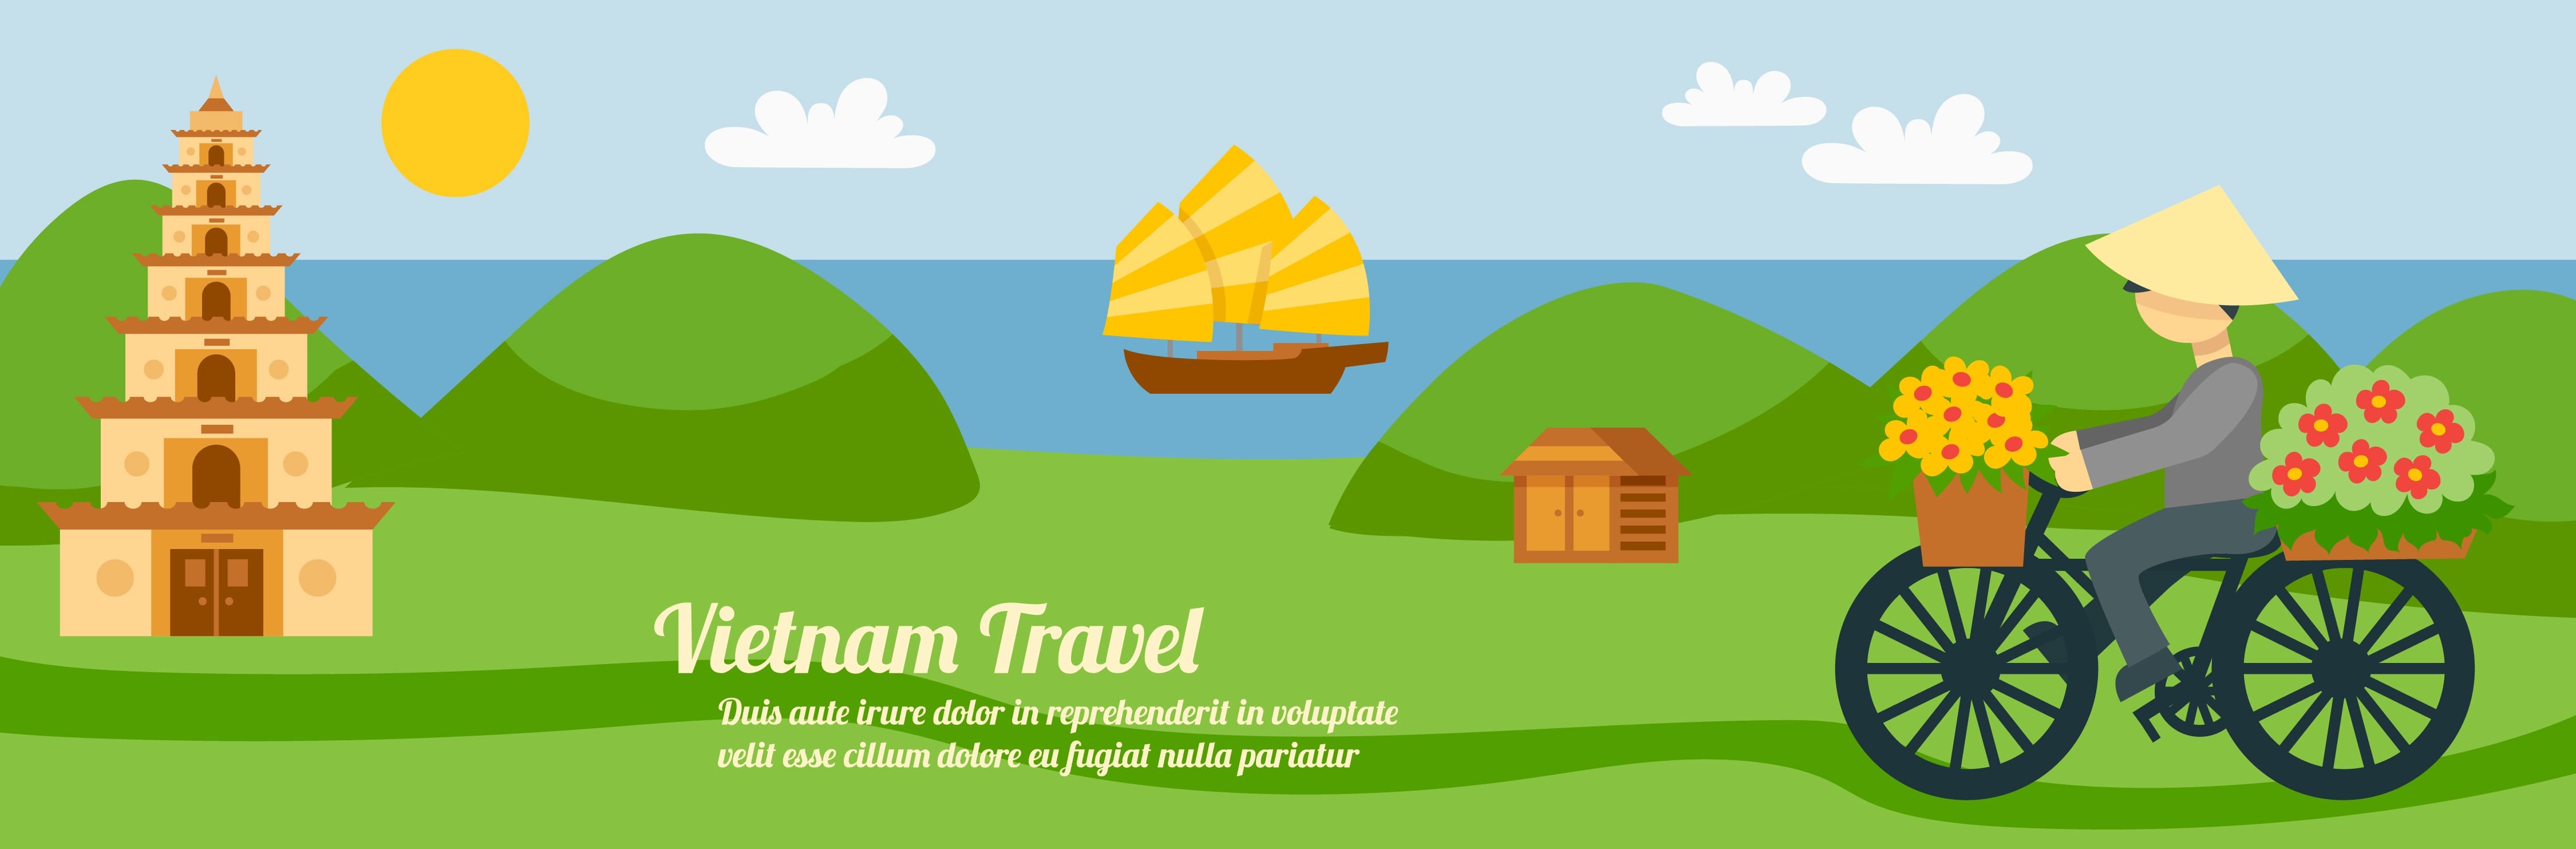 Vietnam Travel
Duis aute irure dolor in reprehenderit in voluptate
velit esse cillum dolore eu fugiat nulla pariatur